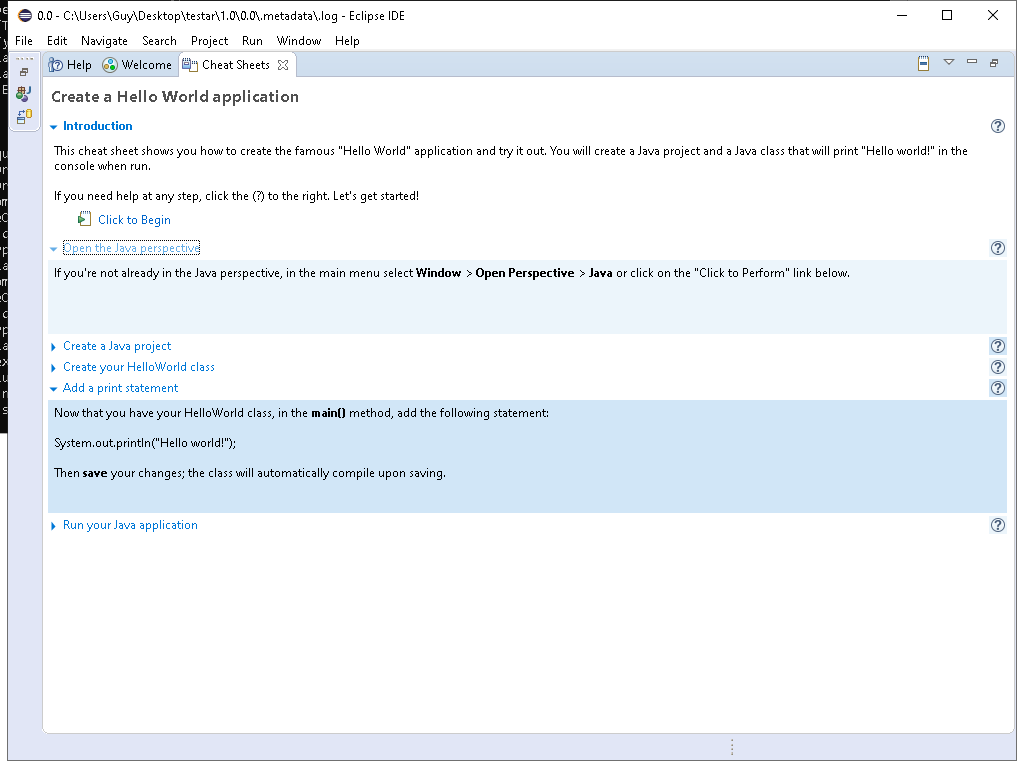 0.0 - C:\Users\Guy\Desktop\testar\1.0\0.0\.metadata\.log - Eclipse IDE
File Edit Navigate Search Project Run Window Help
Help Welcome Cheat Sheets
Create a Hello World application
Introduction
This cheat sheet shows you how to create the famous "Hello World" application and try it out. You will create a Java project and a Java class that will print "Hello world!" in the
console when run.
If you need help at any step, click the (?) to the right. Let's get started!
Click to Begin
Open the Java perspective
If you're not already in the Java perspective, in the main menu select Window > Open Perspective > Java or click on the "Click to Perform" link below.
Create a Java project
Create your HelloWorld class
Add a print statement
Now that you have your HelloWorld class, in the main() method, add the following statement:
System.out.println("Hello world!");
Then save your changes; the class will automatically compile upon saving.
Run your Java application